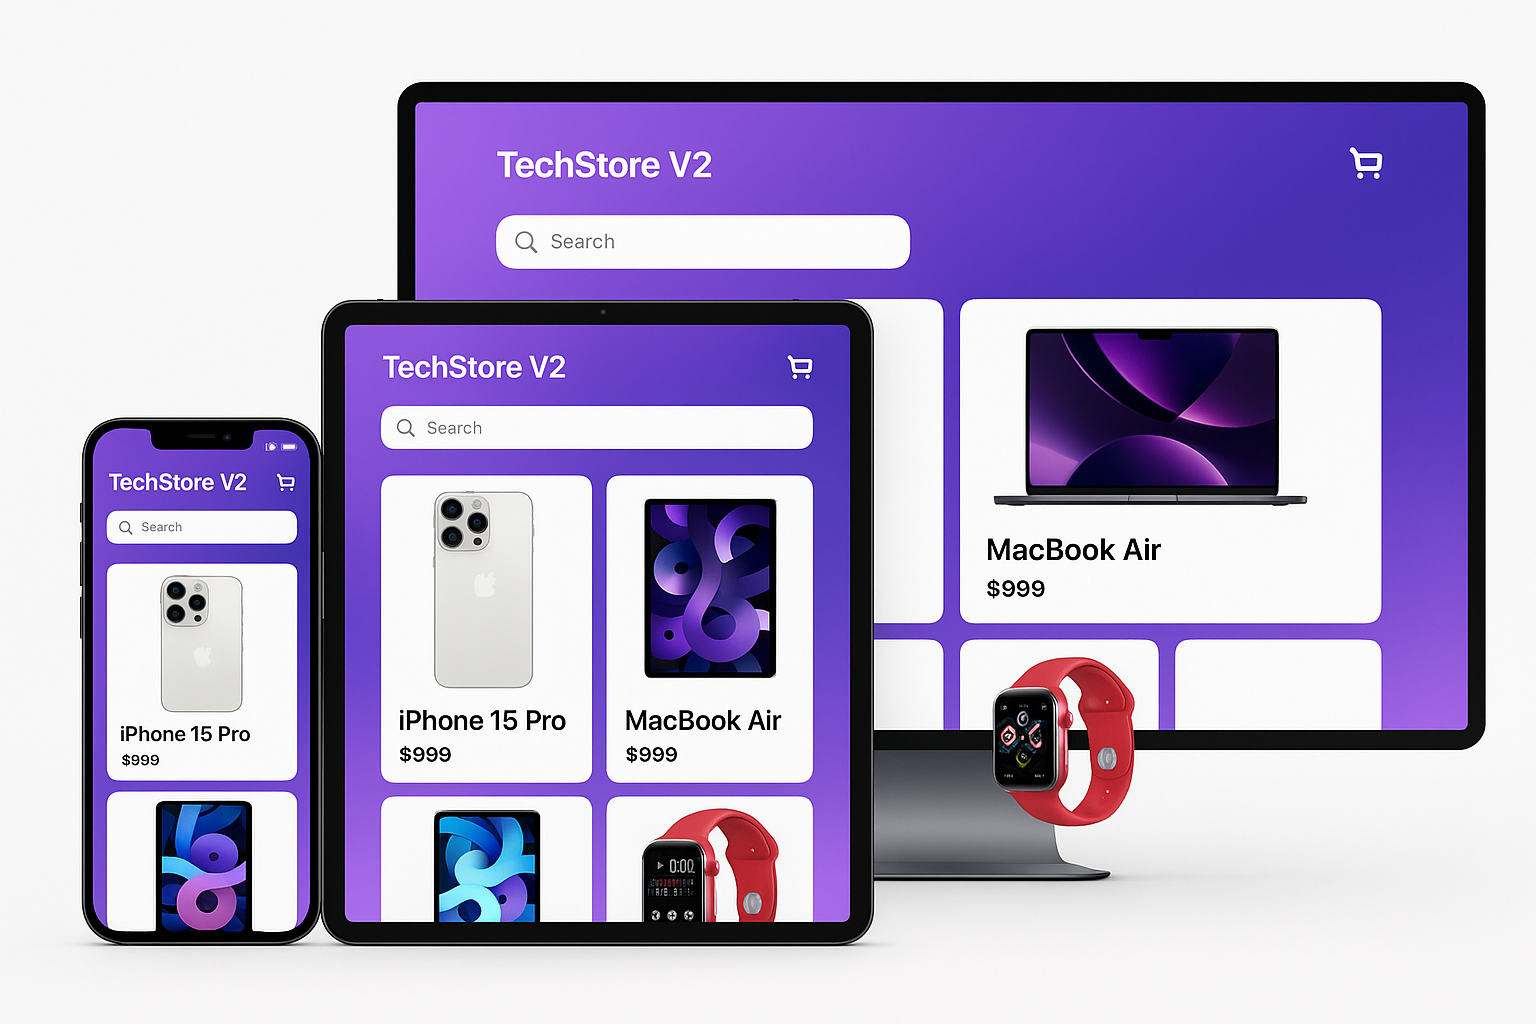 TechStore V2
Search
MacBook Air
$999
TechStore V2
Search
iPhone 15 Pro
$999
MacBook Air
$999
0:00
TechStore V2
Search
iPhone 15 Pro
$999